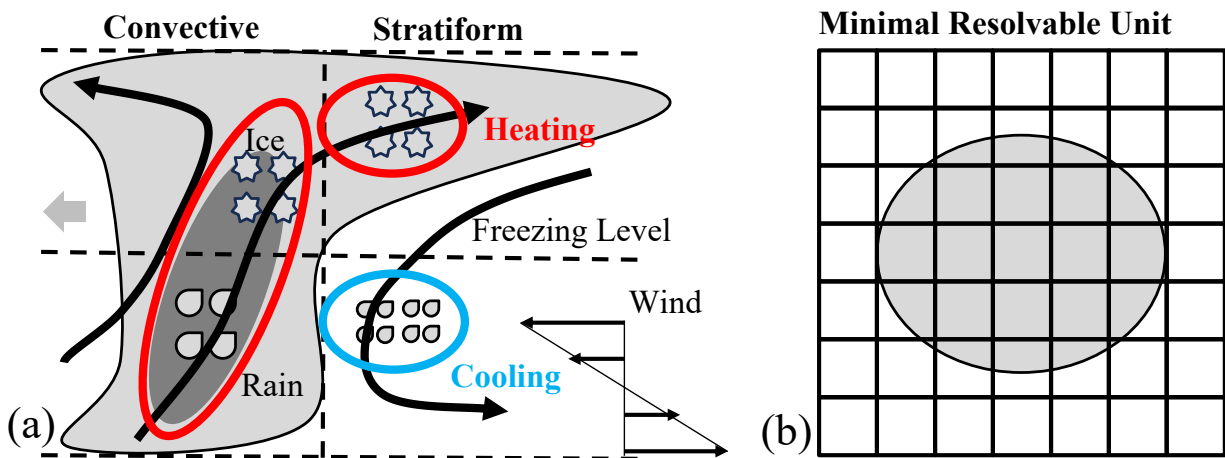 Convective
Stratiform
Minimal Resolvable Unit
Ice
Heating
Freezing Level
Wind
Cooling
Rain
(a)
(b)